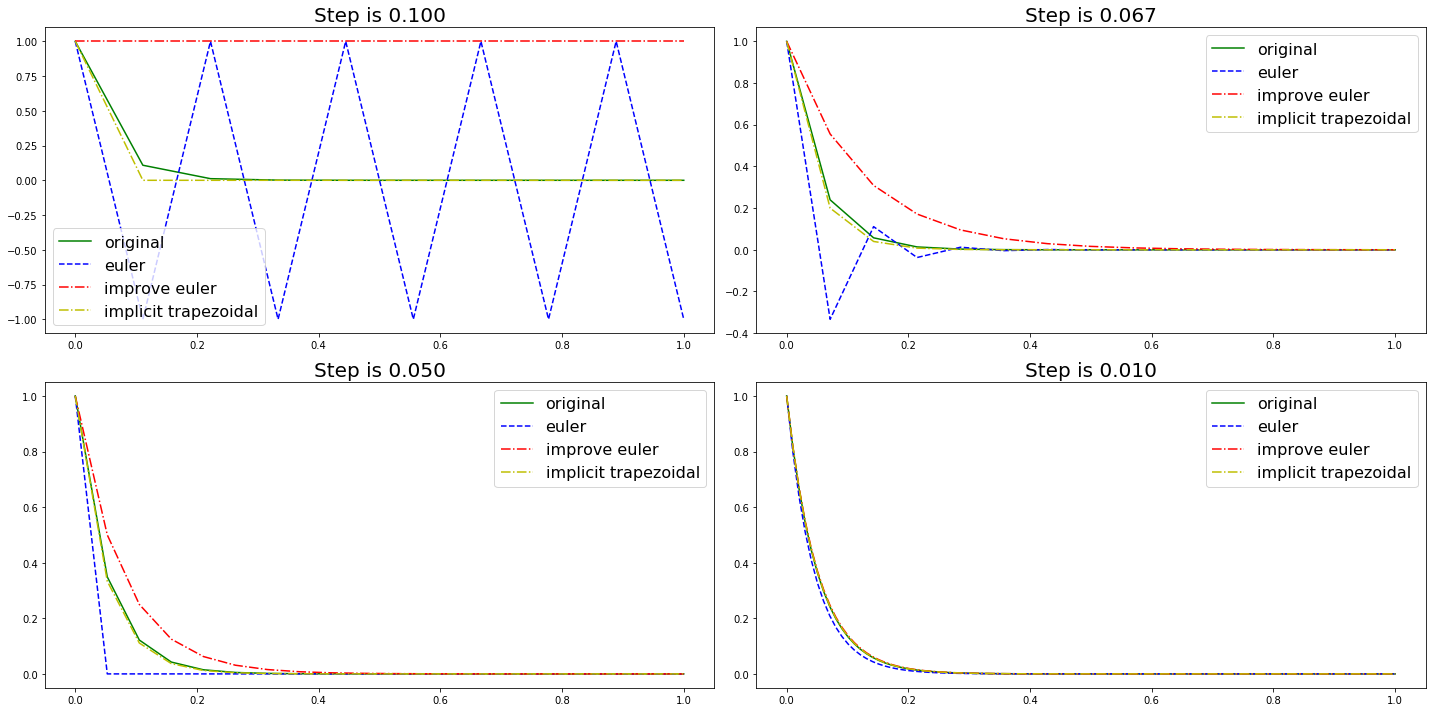 Step is 0.100
1.00
0.75
0.50
0.25
0.00
−0.25
−0.50
−0.75
−1.00
original
euler
improve euler
implicit trapezoidal
0.0 0.2 0.4 0.6 0.8 1.0
Step is 0.067
1.0
0.8
0.6
0.4
0.2
0.0
−0.2
−0.4
original
euler
improve euler
implicit trapezoidal
0.0 0.2 0.4 0.6 0.8 1.0
Step is 0.050
1.0
0.8
0.6
0.4
0.2
0.0
original
euler
improve euler
implicit trapezoidal
0.0 0.2 0.4 0.6 0.8 1.0
Step is 0.010
1.0
0.8
0.6
0.4
0.2
0.0
original
euler
improve euler
implicit trapezoidal
0.0 0.2 0.4 0.6 0.8 1.0